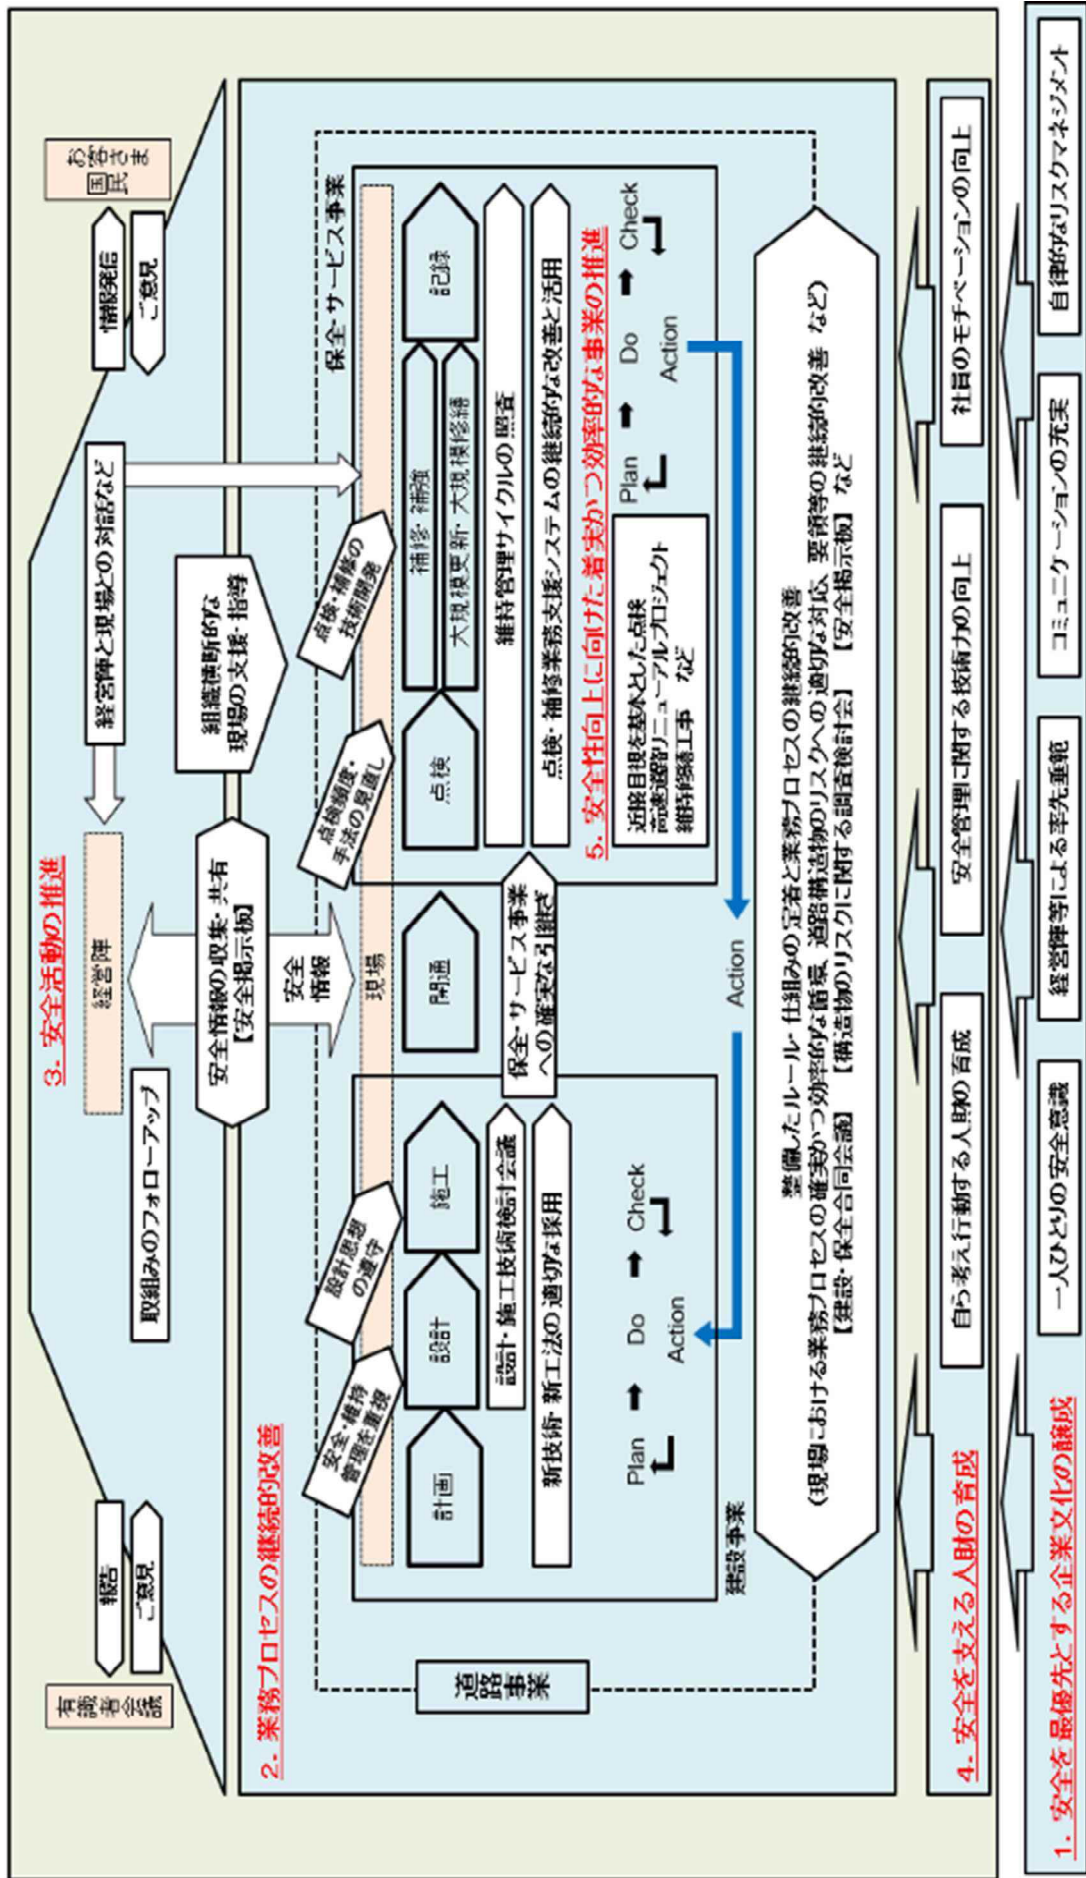 3. 安全活動の推進
有識者会議
報告
ご意見
取組みのフォローアップ
経営陣
経営陣と現場との対話など
情報発信
ご意見
お客さま
国民
安全情報の収集・共有
【安全掲示板】
組織横断的な
現場の支援・指導
2. 業務プロセスの継続的改善
安全
情報
道路
事業
保全・サービス事業
安全・維持
管理を重視
設計思想
の遵守
点検頻度・
手法の見直し
点検・補修の
技術開発
現場
計画
設計
施工
開通
点検
補修・補強
大規模更新・大規模修繕
記録
設計・施工技術検討会議
新技術・新工法の適切な採用
保全・サービス事業
への確実な引継ぎ
維持管理サイクルの照査
点検・補修業務支援システムの継続的な改善と活用
5. 安全性向上に向けた着実かつ効率的な事業の推進
近接目視を基本とした点検
高速道路リニューアルプロジェクト
維持修繕工事 など
Plan
Do
Check
Action
Plan
Do
Check
Action
Action
建設事業
整備したルール・仕組みの定着と業務プロセスの継続的改善
(現場における業務プロセスの確実かつ効率的な循環、道路構造物のリスクへの適切な対応、要領等の継続的改善 など)
【建設・保全合同会議】 【構造物のリスクに関する調査検討会】 【安全掲示板】 など
4. 安全を支える人財の育成
自ら考え行動する人財の育成
安全管理に関する技術力の向上
社員のモチベーションの向上
1. 安全を最優先とする企業文化の醸成
一人ひとりの安全意識
経営陣等による率先垂範
コミュニケーションの充実
自律的なリスクマネジメント